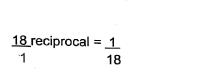 18 reciprocal = 1
1 18